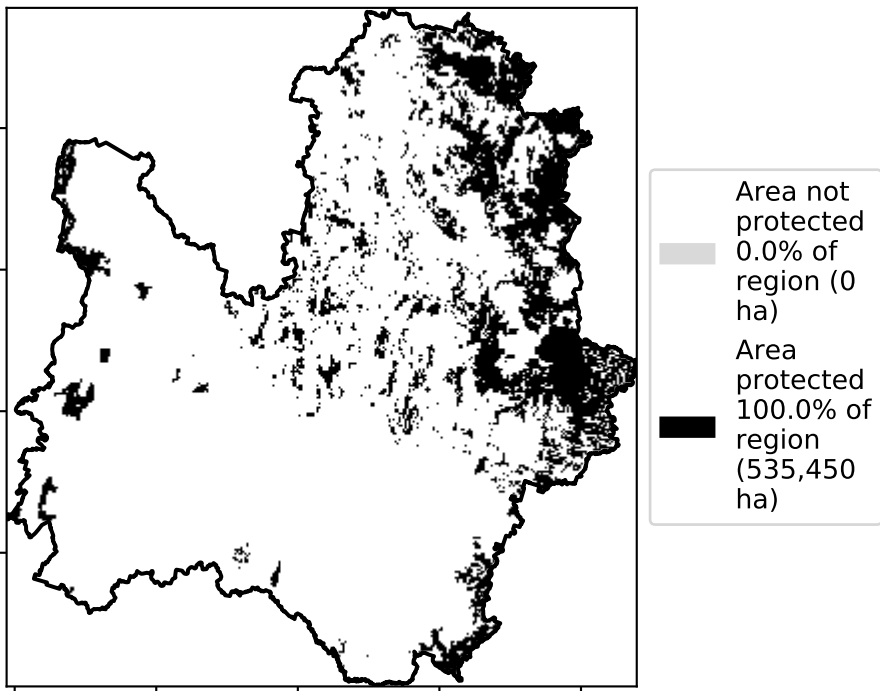 Area not
protected
0.0% of
region (0
ha)
Area
protected
100.0% of
region
(535,450
ha)